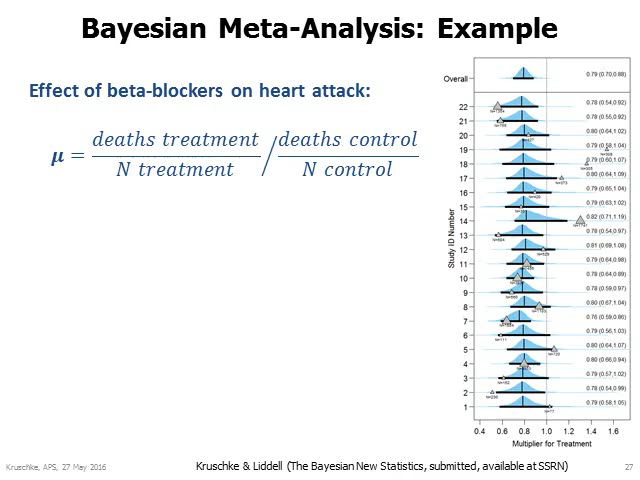 Bayesian Meta-Analysis: Example
Effect of beta-blockers on heart attack:
μ = deaths treatment / N treatment / deaths control / N control
Overall 0.79 (0.70,0.88)
22 0.78 (0.54,0.92)
21 0.78 (0.55,0.92)
20 0.80 (0.64,1.02)
19 0.79 (0.58,1.04)
18 0.79 (0.60,1.07)
17 0.80 (0.64,1.09)
16 0.79 (0.65,1.04)
15 0.79 (0.63,1.02)
14 0.82 (0.71,1.19)
13 0.78 (0.54,0.97)
12 0.81 (0.69,1.08)
11 0.79 (0.64,0.98)
10 0.78 (0.64,0.89)
9 0.78 (0.59,0.97)
8 0.80 (0.67,1.04)
7 0.76 (0.59,0.86)
6 0.79 (0.56,1.03)
5 0.80 (0.64,1.07)
4 0.80 (0.66,0.94)
3 0.79 (0.57,1.02)
2 0.78 (0.54,0.99)
1 0.79 (0.58,1.05)
Study ID Number
0.4 0.6 0.8 1.0 1.2 1.4 1.6
Multiplier for Treatment
Kruschke, APS, 27 May 2016
Kruschke & Liddell (The Bayesian New Statistics, submitted, available at SSRN)
27